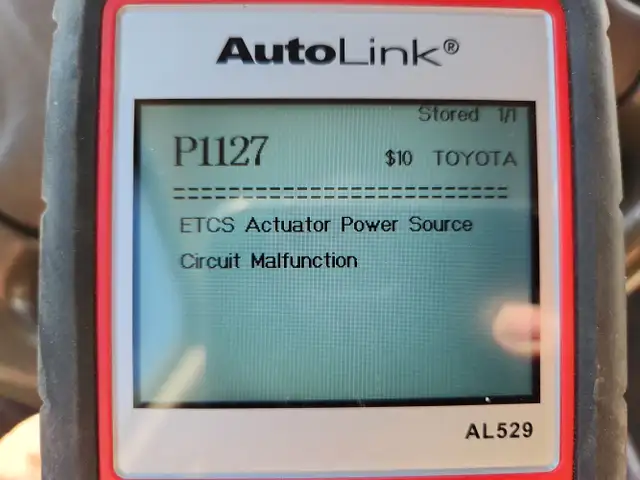 AutoLink®
Stored 1/1
P1127 $10 TOYOTA
====================================
ETCS Actuator Power Source
Circuit Malfunction
AL529